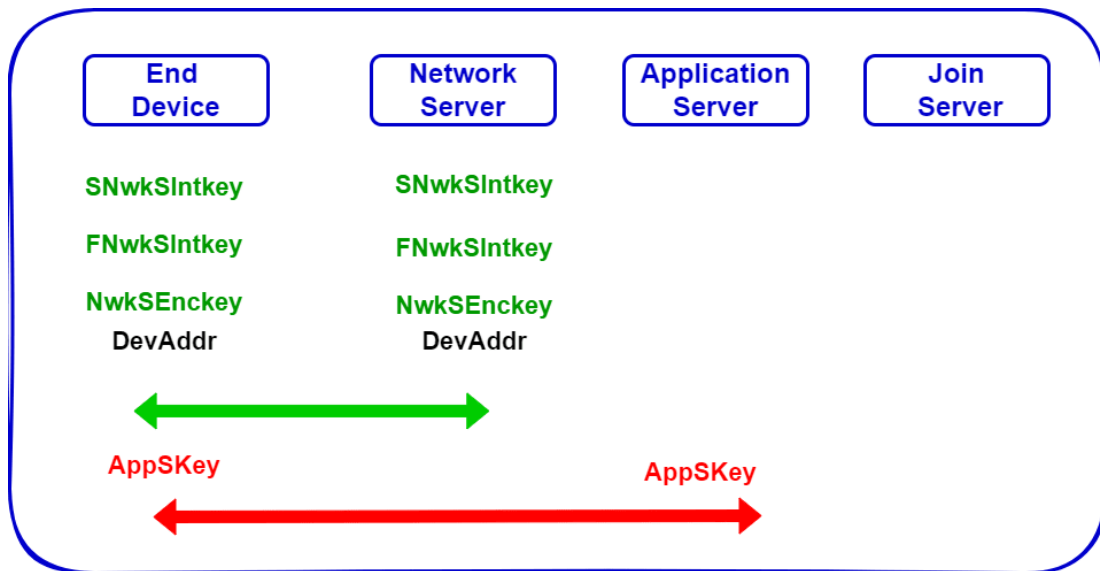 End
Device
Network
Server
Application
Server
Join
Server
SNwkSIntkey
SNwkSIntkey
FNwkSIntkey
FNwkSIntkey
NwkSEnckey
NwkSEnckey
DevAddr
DevAddr
AppSKey
AppSKey